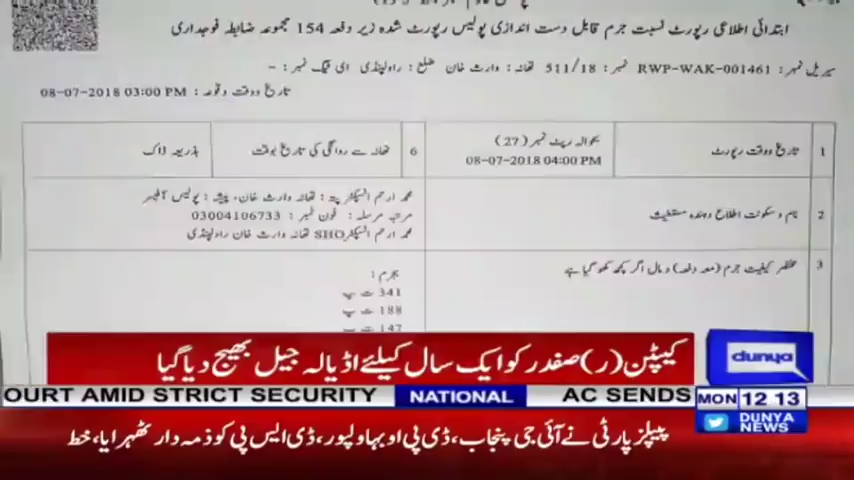 ابتدائی اطلاعی رپورٹ نسبت جرم قابل دست اندازی پولیس رپورٹ شدہ زیر دفعہ 154 مجموعہ ضابطہ فوجداری
سیریل نمبر: RWP-WAK-001461 نمبر: 511/18 تھانہ: وارث خان ضلع: راولپنڈی ای ٹیگ نمبر: -
تاریخ و وقت وقوعہ: 08-07-2018 03:00 PM
1 تاریخ و وقت رپورٹ بحوالہ رپٹ نمبر (27) 08-07-2018 04:00 PM 6 تھانہ سے روانگی کی تاریخ و وقت بذریعہ ڈاک
2 نام و سکونت اطلاع دہندہ مستغیث
محمد ارحم انسپکٹر پتہ: تھانہ وارث خان، پیشہ: پولیس آفیسر
مرتب مرسلہ: فون نمبر: 03004106733
محمد ارحم انسپکٹر SHO تھانہ وارث خان راولپنڈی
3 مختصر کیفیت جرم (معہ دفعہ) و مال اگر کچھ کھو گیا ہے
جرم:
341 ت پ
188 ت پ
147
کیپٹن (ر) صفدر کو ایک سال کیلئے اڈیالہ جیل بھیج دیا گیا
dunya
OURT AMID STRICT SECURITY NATIONAL AC SENDS MON 12 13
DUNYA NEWS
پیپلز پارٹی نے آئی جی پنجاب، ڈی پی او بہاولپور، ڈی ایس پی کو ذمہ دار ٹھہرایا، خط